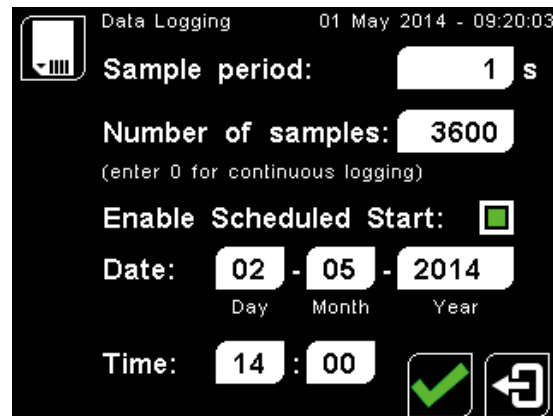 Data Logging 01 May 2014 - 09:20:03
Sample period: 1 s
Number of samples: 3600
(enter 0 for continuous logging)
Enable Scheduled Start:
Date: 02 - 05 - 2014
Day Month Year
Time: 14 : 00